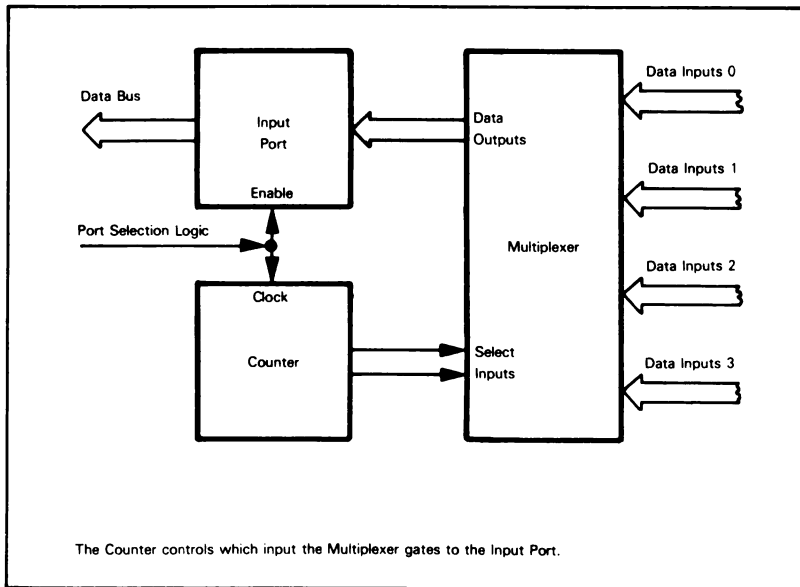 Data Bus
Input
Port
Enable
Port Selection Logic
Clock
Counter
Data
Outputs
Multiplexer
Select
Inputs
Data Inputs 0
Data Inputs 1
Data Inputs 2
Data Inputs 3
The Counter controls which input the Multiplexer gates to the Input Port.